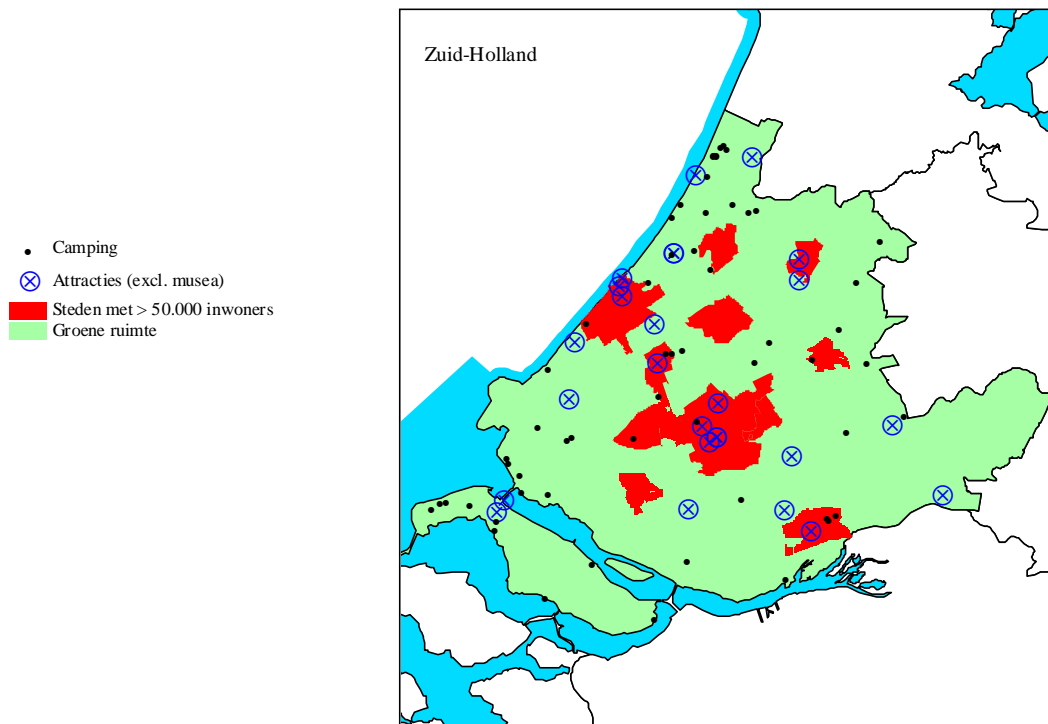 Zuid-Holland
Camping
Attracties (excl. musea)
Steden met > 50.000 inwoners
Groene ruimte